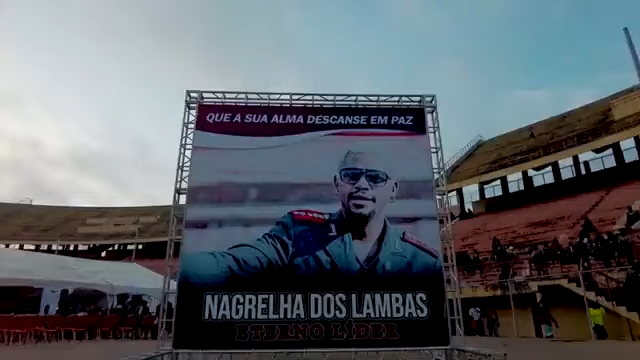 QUE A SUA ALMA DESCANSE EM PAZ
NAGRELHA DOS LAMBAS
ETERNO LÍDER